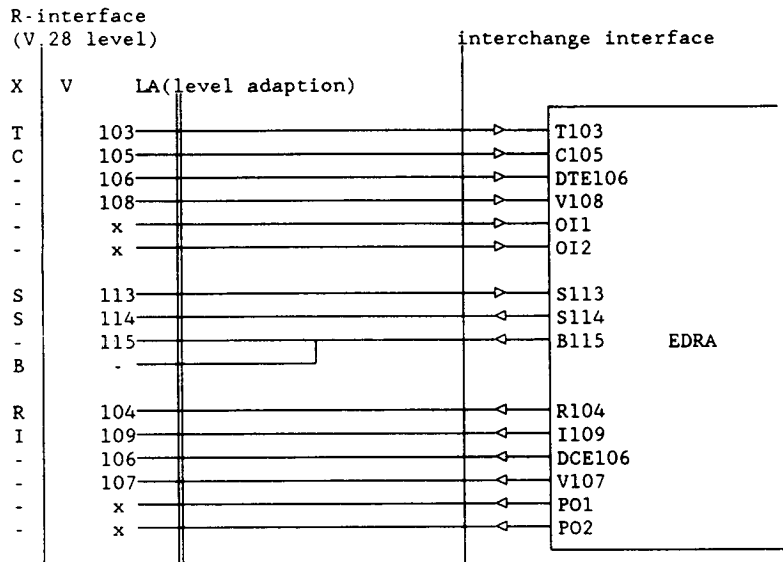 R-interface
(V.28 level) interchange interface
X V LA(level adaption)
T 103 T103
C 105 C105
- 106 DTE106
- 108 V108
- x OI1
- x OI2
S 113 S113
S 114 S114
- 115 B115 EDRA
B -
R 104 R104
I 109 I109
- 106 DCE106
- 107 V107
- x PO1
- x PO2